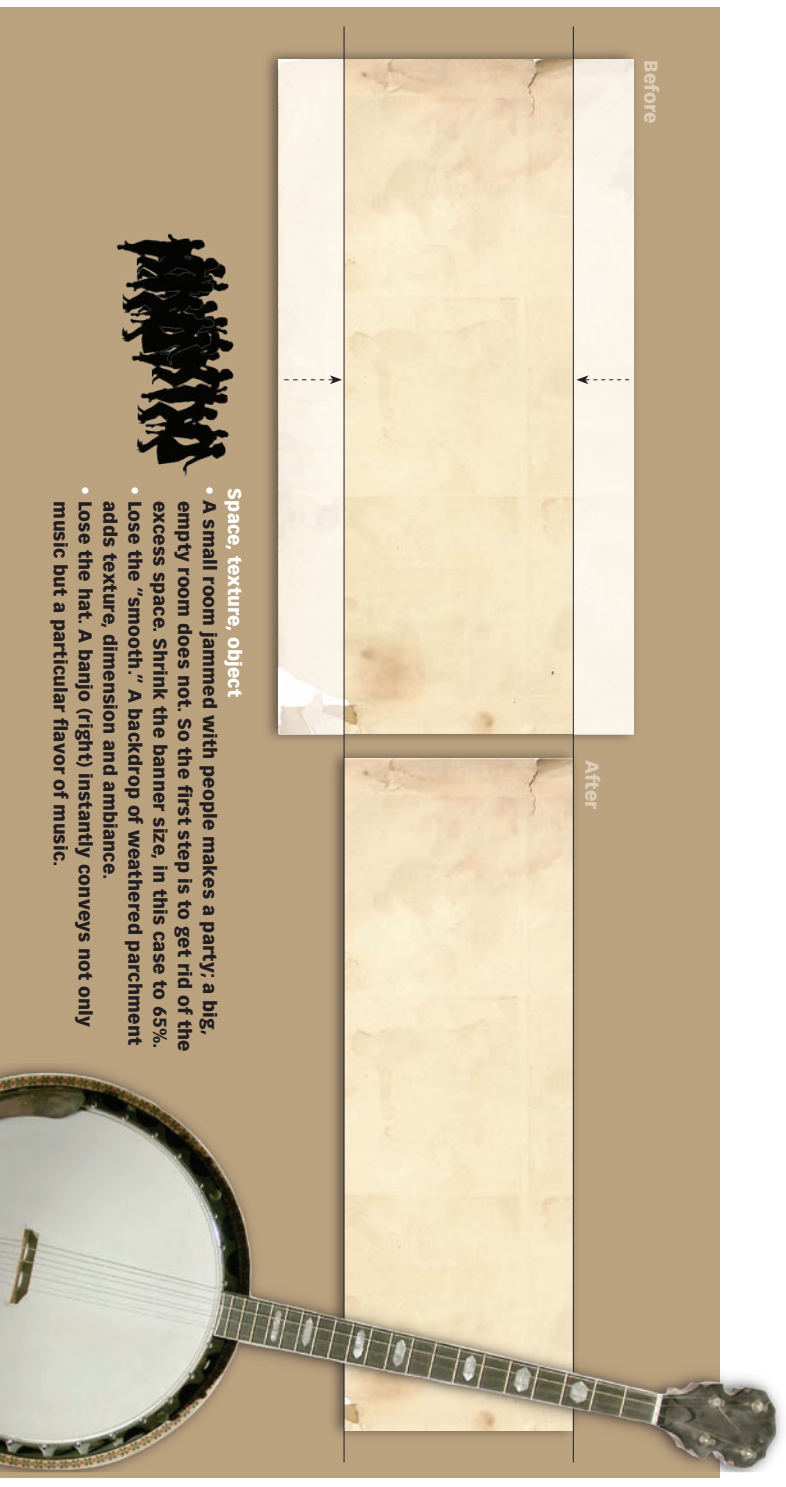 Before
After
Space, texture, object
• A small room jammed with people makes a party; a big,
empty room does not. So the first step is to get rid of the
excess space. Shrink the banner size, in this case to 65%.
• Lose the “smooth.” A backdrop of weathered parchment
adds texture, dimension and ambiance.
• Lose the hat. A banjo (right) instantly conveys not only
music but a particular flavor of music.